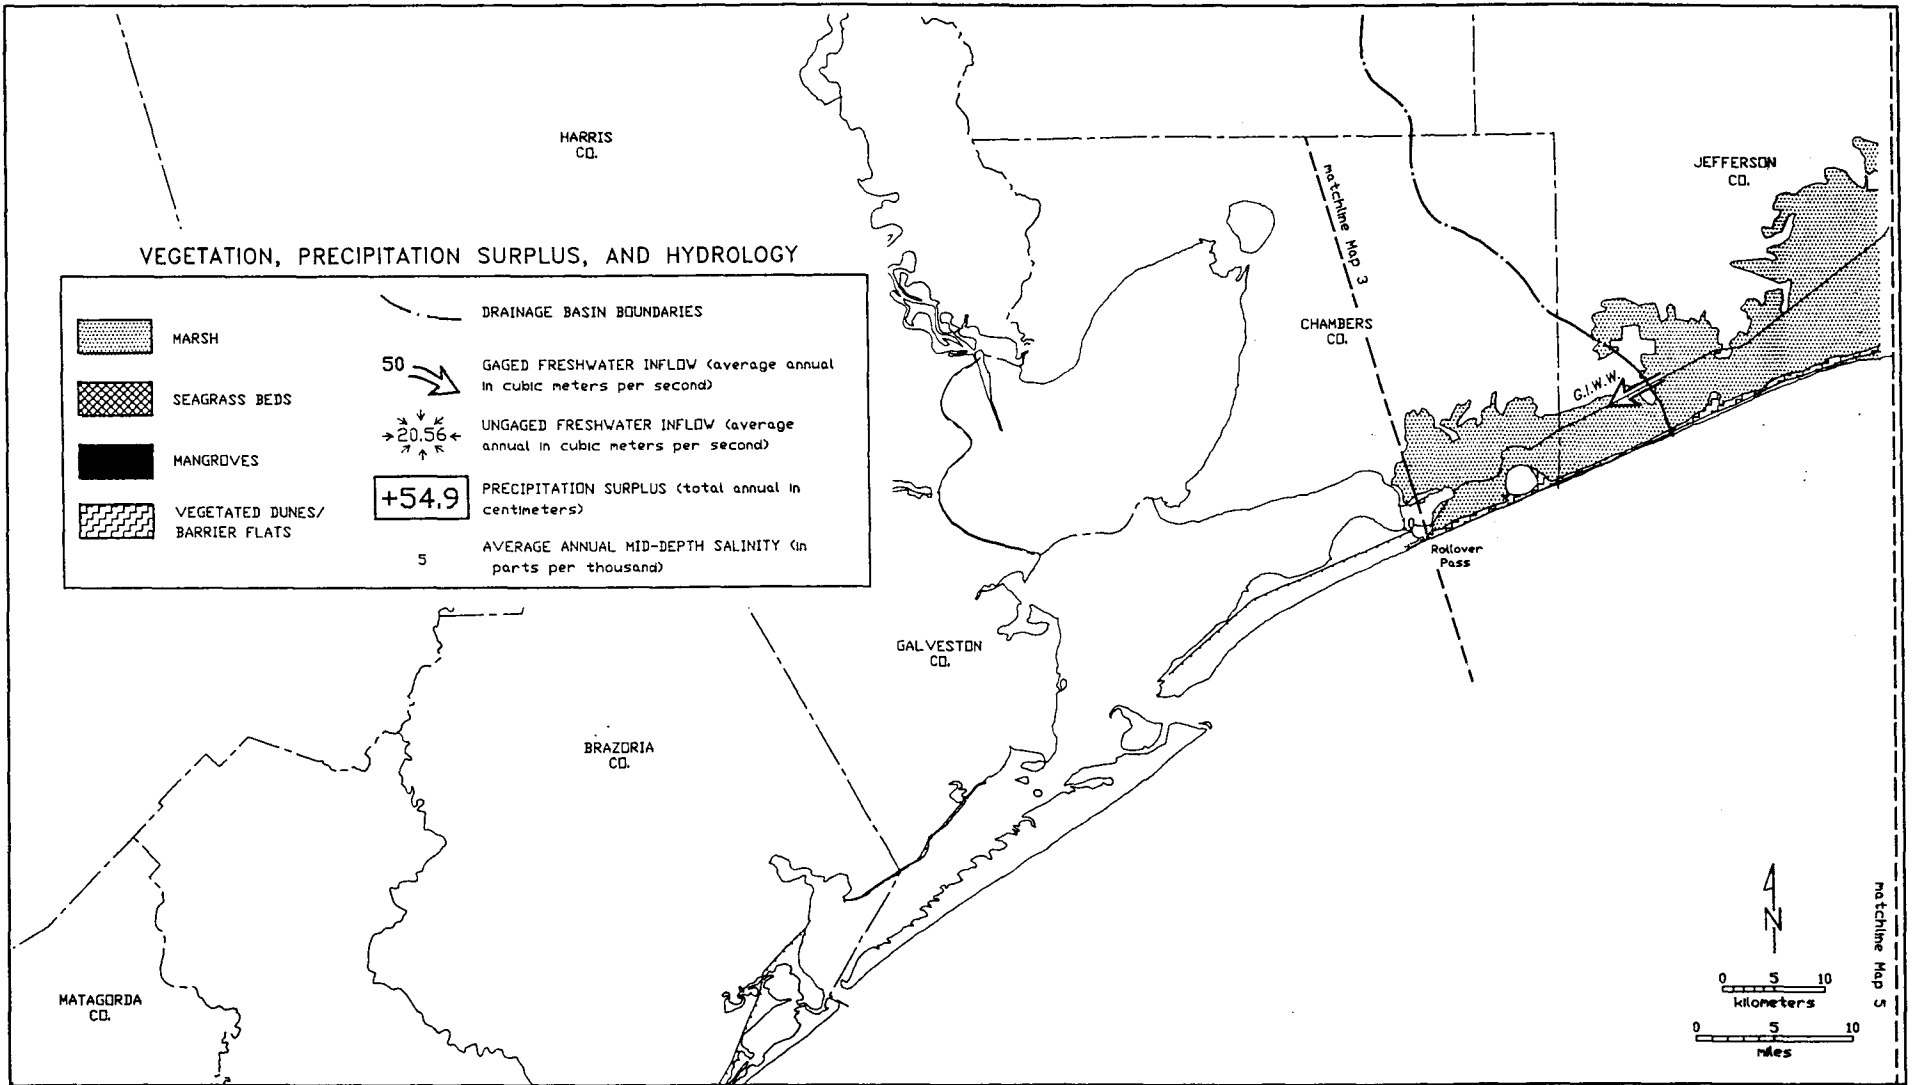 HARRIS
CO.
JEFFERSON
CO.
matchline Map 3
VEGETATION, PRECIPITATION SURPLUS, AND HYDROLOGY
MARSH
SEAGRASS BEDS
MANGROVES
VEGETATED DUNES/
BARRIER FLATS
DRAINAGE BASIN BOUNDARIES
50
GAGED FRESHWATER INFLOW (average annual
in cubic meters per second)
20.56
UNGAGED FRESHWATER INFLOW (average
annual in cubic meters per second)
+54.9
PRECIPITATION SURPLUS (total annual in
centimeters)
5
AVERAGE ANNUAL MID-DEPTH SALINITY (in
parts per thousand)
CHAMBERS
CO.
G.I.W.W.
10
Rollover
Pass
GALVESTON
CO.
BRAZORIA
CO.
MATAGORDA
CO.
N
0 5 10
kilometers
0 5 10
miles
matchline Map 5